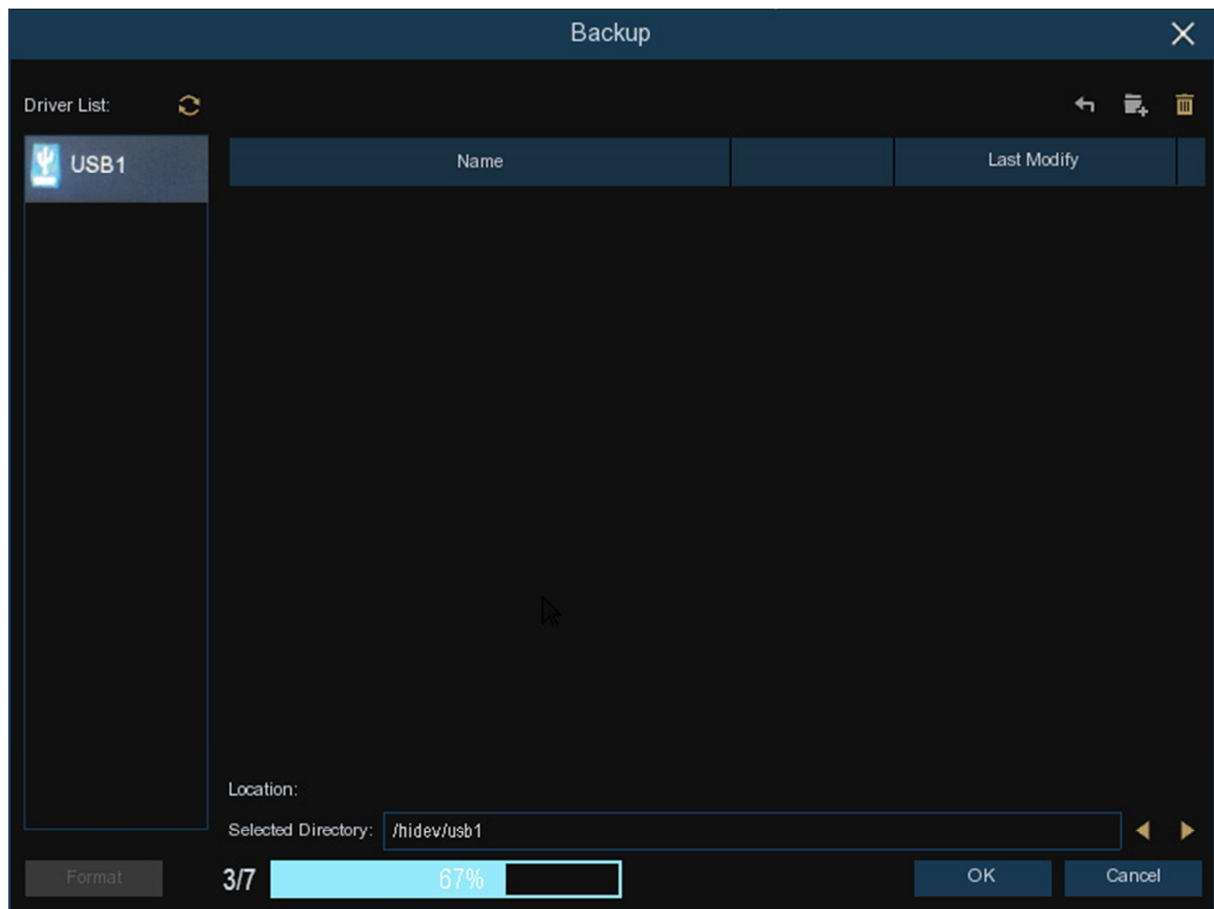 Backup
Driver List:
USB1
Name
Last Modify
Location:
Selected Directory: /hidev/usb1
Format 3/7 67% OK Cancel